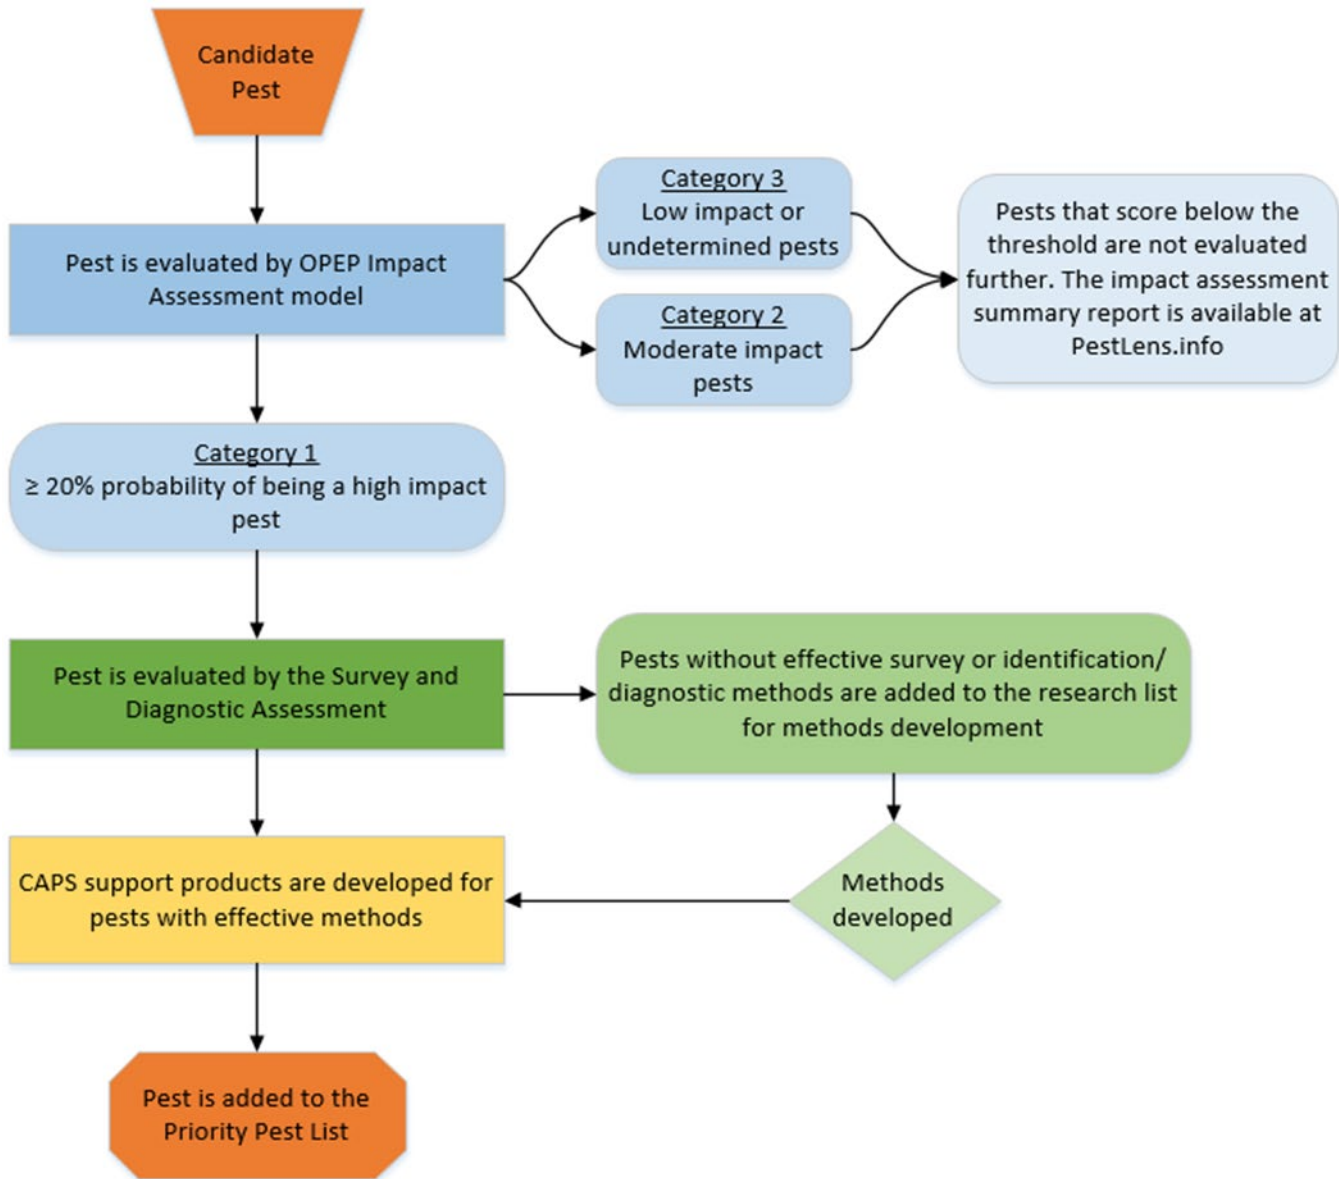 Candidate
Pest
Pest is evaluated by OPEP Impact
Assessment model
Category 3
Low impact or
undetermined pests
Category 2
Moderate impact
pests
Pests that score below the
threshold are not evaluated
further. The impact assessment
summary report is available at
PestLens.info
Category 1
≥ 20% probability of being a high impact
pest
Pest is evaluated by the Survey and
Diagnostic Assessment
Pests without effective survey or identification/
diagnostic methods are added to the research list
for methods development
CAPS support products are developed for
pests with effective methods
Methods
developed
Pest is added to the
Priority Pest List